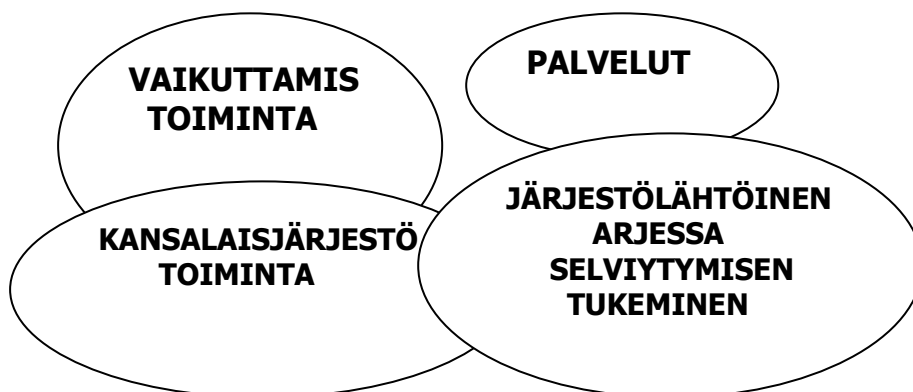 VAIKUTTAMIS
TOIMINTA
PALVELUT
KANSALAISJÄRJESTÖ
TOIMINTA
JÄRJESTÖLÄHTÖINEN
ARJESSA
SELVIYTYMISEN
TUKEMINEN